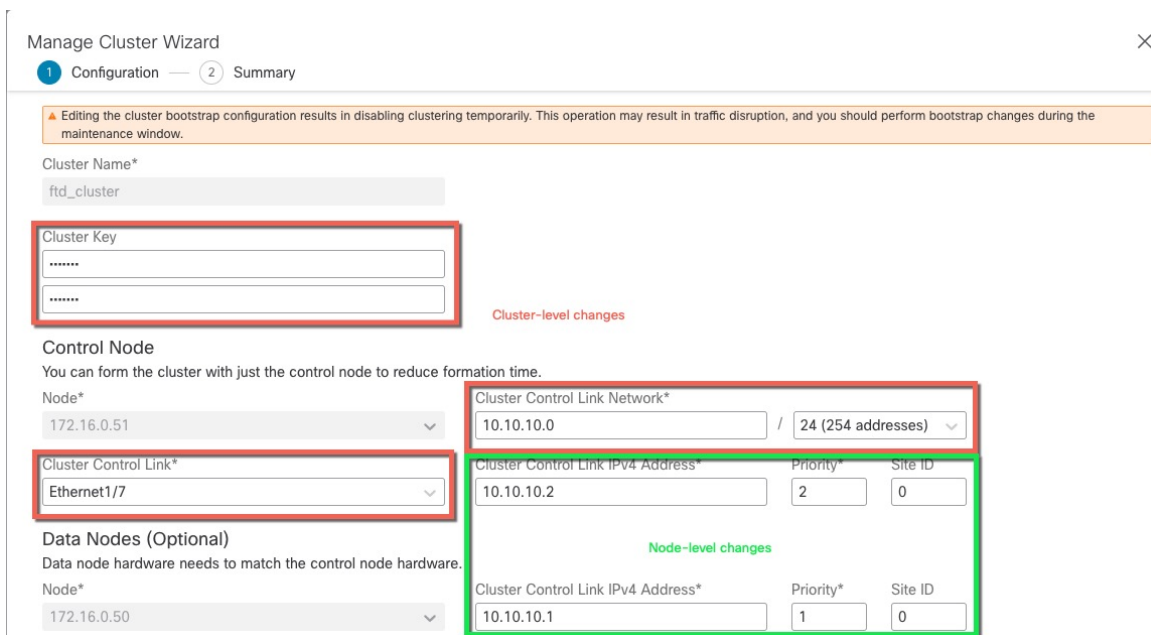 Manage Cluster Wizard
1 Configuration — 2 Summary
Editing the cluster bootstrap configuration results in disabling clustering temporarily. This operation may result in traffic disruption, and you should perform bootstrap changes during the
maintenance window.
Cluster Name*
ftd_cluster
Cluster Key
.......
.......
Cluster-level changes
Control Node
You can form the cluster with just the control node to reduce formation time.
Node* Cluster Control Link Network*
172.16.0.51 10.10.10.0 / 24 (254 addresses)
Cluster Control Link* Cluster Control Link IPv4 Address* Priority* Site ID
Ethernet1/7 10.10.10.2 2 0
Data Nodes (Optional)
Node-level changes
Data node hardware needs to match the control node hardware.
Node* Cluster Control Link IPv4 Address* Priority* Site ID
172.16.0.50 10.10.10.1 1 0